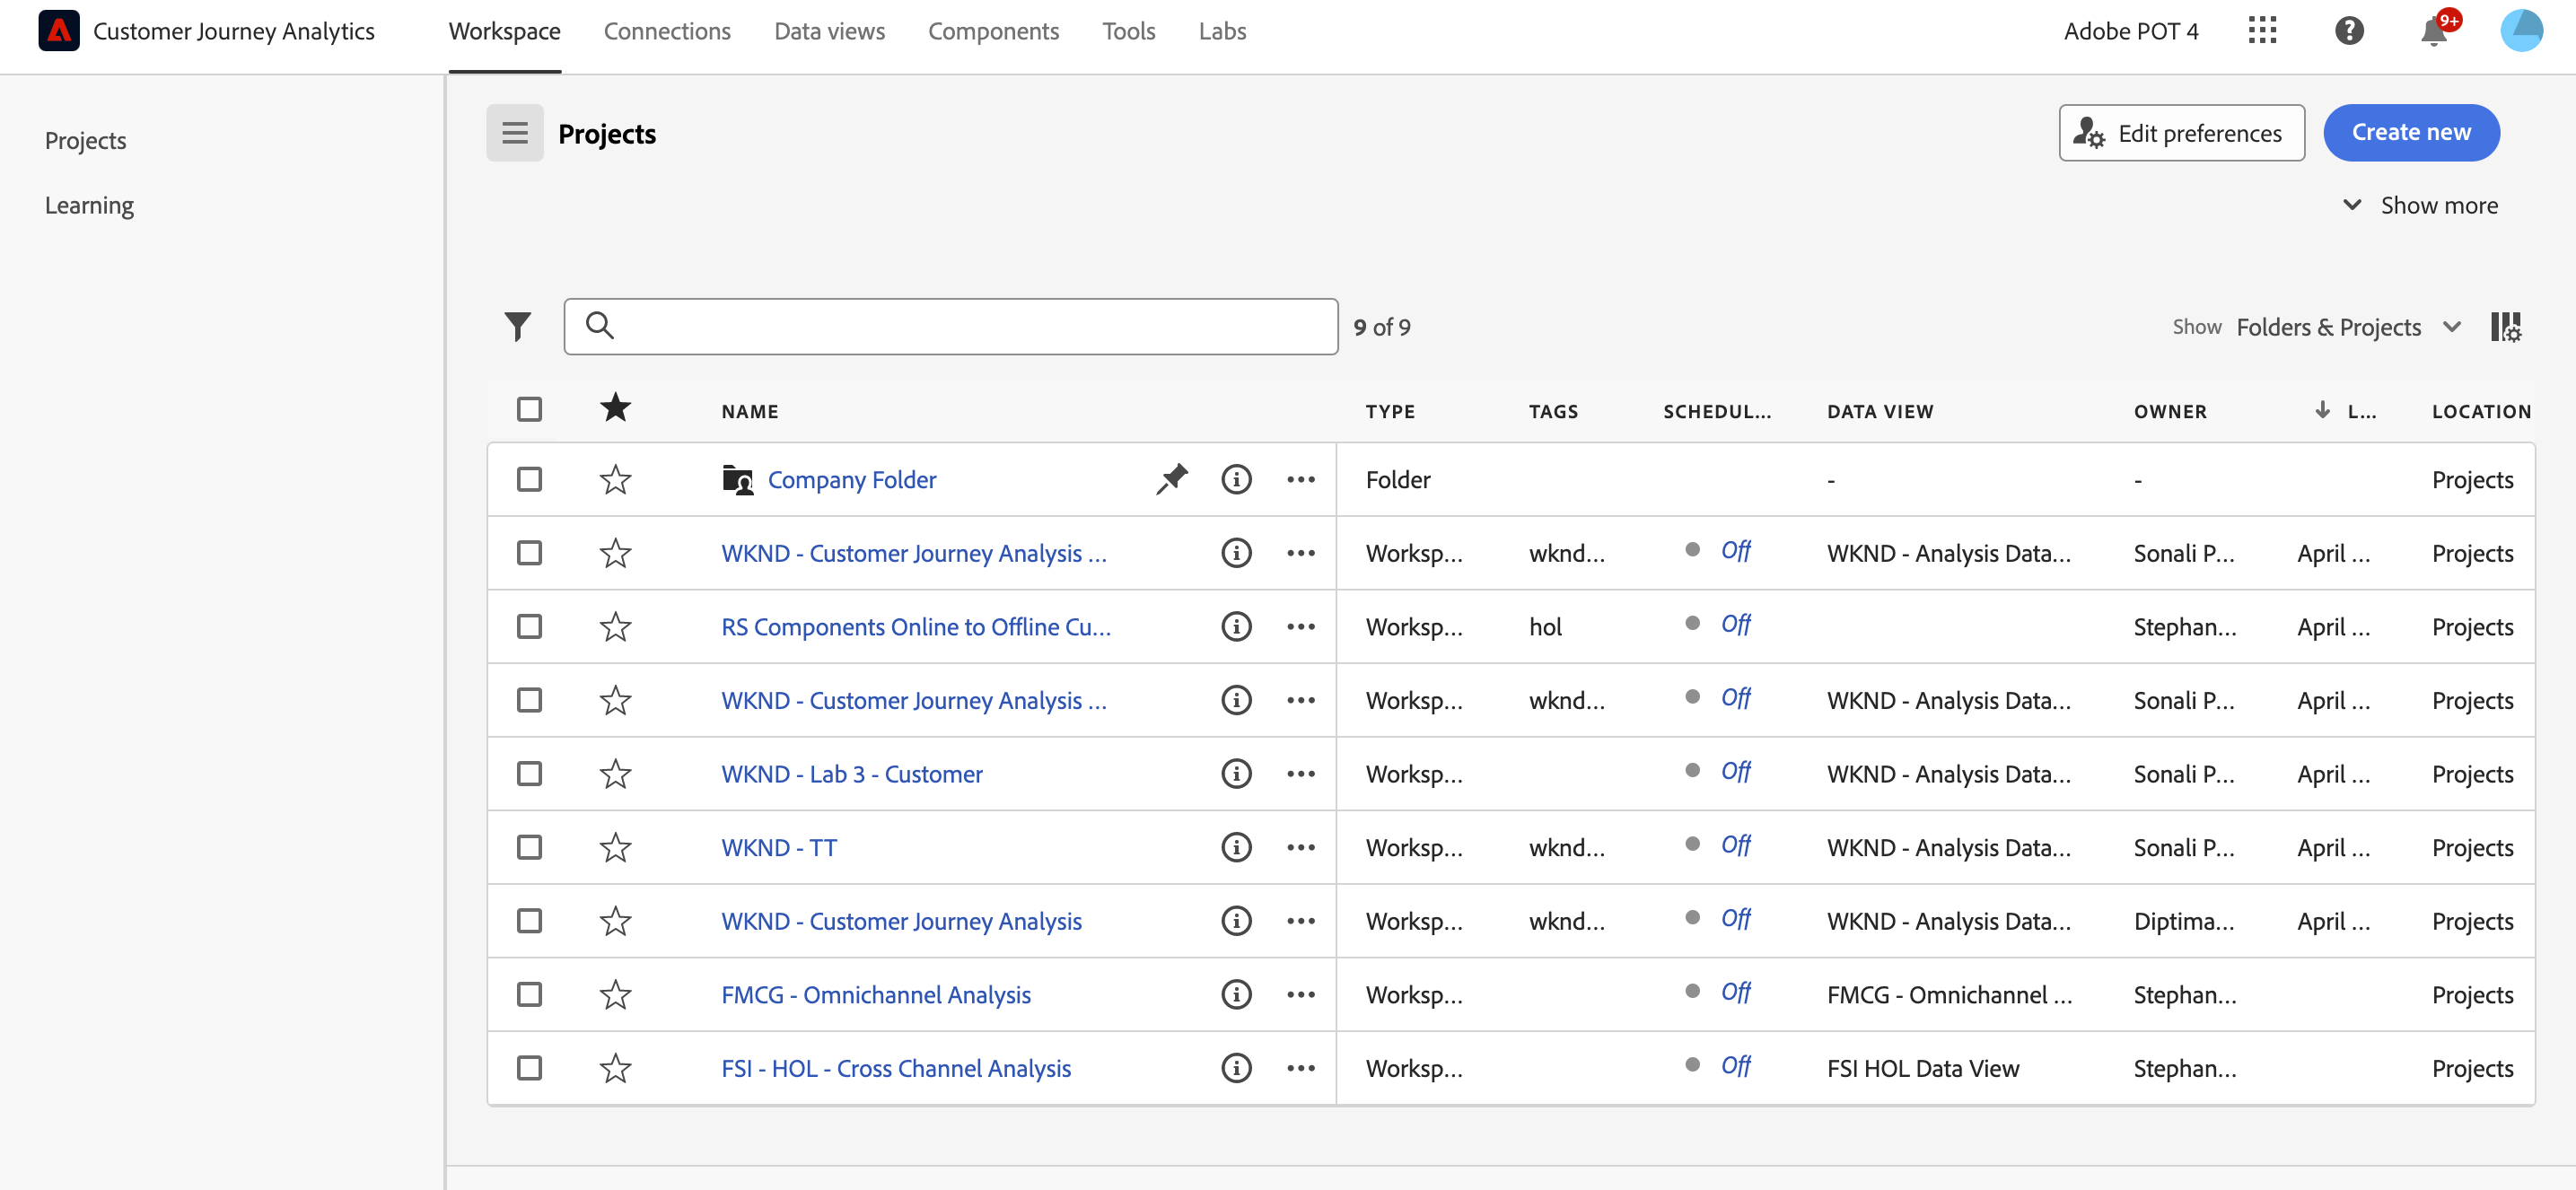 Customer Journey Analytics Workspace Connections Data views Components Tools Labs Adobe POT 4 9+
Projects
Learning
Projects Edit preferences Create new
Show more
9 of 9 Show Folders & Projects
NAME TYPE TAGS SCHEDUL... DATA VIEW OWNER L... LOCATION
Company Folder Folder - - Projects
WKND - Customer Journey Analysis ... Worksp... wknd... Off WKND - Analysis Data... Sonali P... April ... Projects
RS Components Online to Offline Cu... Worksp... hol Off Stephan... April ... Projects
WKND - Customer Journey Analysis ... Worksp... wknd... Off WKND - Analysis Data... Sonali P... April ... Projects
WKND - Lab 3 - Customer Worksp... Off WKND - Analysis Data... Sonali P... April ... Projects
WKND - TT Worksp... wknd... Off WKND - Analysis Data... Sonali P... April ... Projects
WKND - Customer Journey Analysis Worksp... wknd... Off WKND - Analysis Data... Diptima... April ... Projects
FMCG - Omnichannel Analysis Worksp... Off FMCG - Omnichannel ... Stephan... Projects
FSI - HOL - Cross Channel Analysis Worksp... Off FSI HOL Data View Stephan... Projects